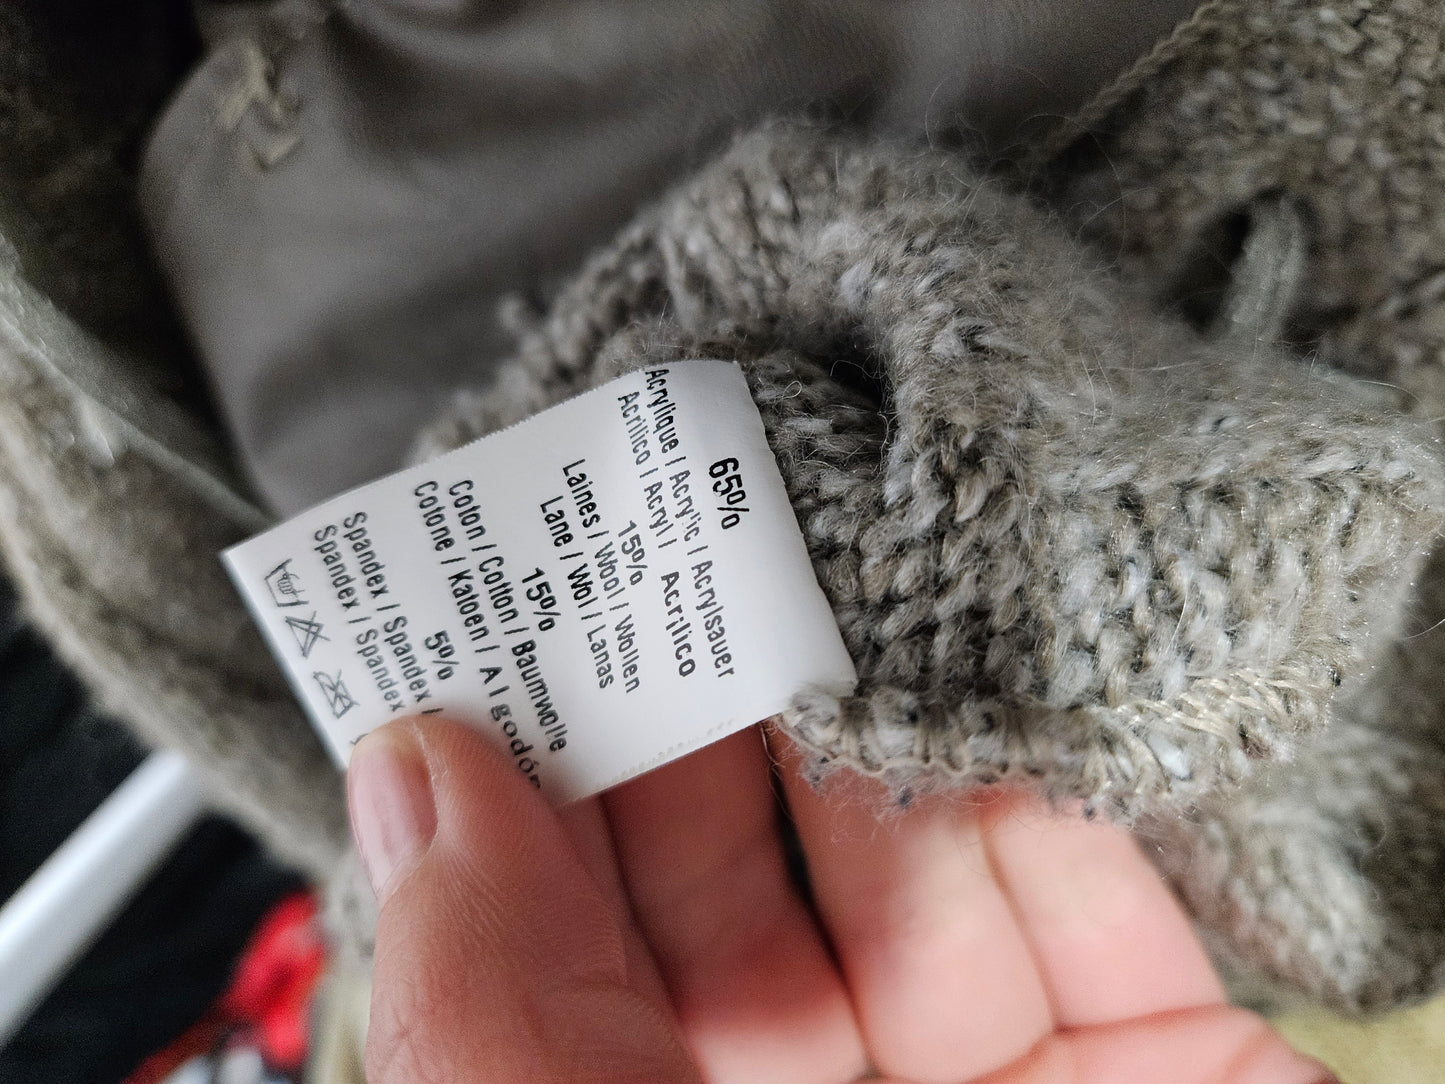 65%
Acrylique / Acrylic / Acrylsauer
Acrilico / Acryl / Acrilico
15%
Laines / Wool / Wollen
Lane / Wol / Lanas
15%
Coton / Cotton / Baumwolle
Cotone / Katoen / Algodón
5%
Spandex / Spandex /
Spandex / Spandex